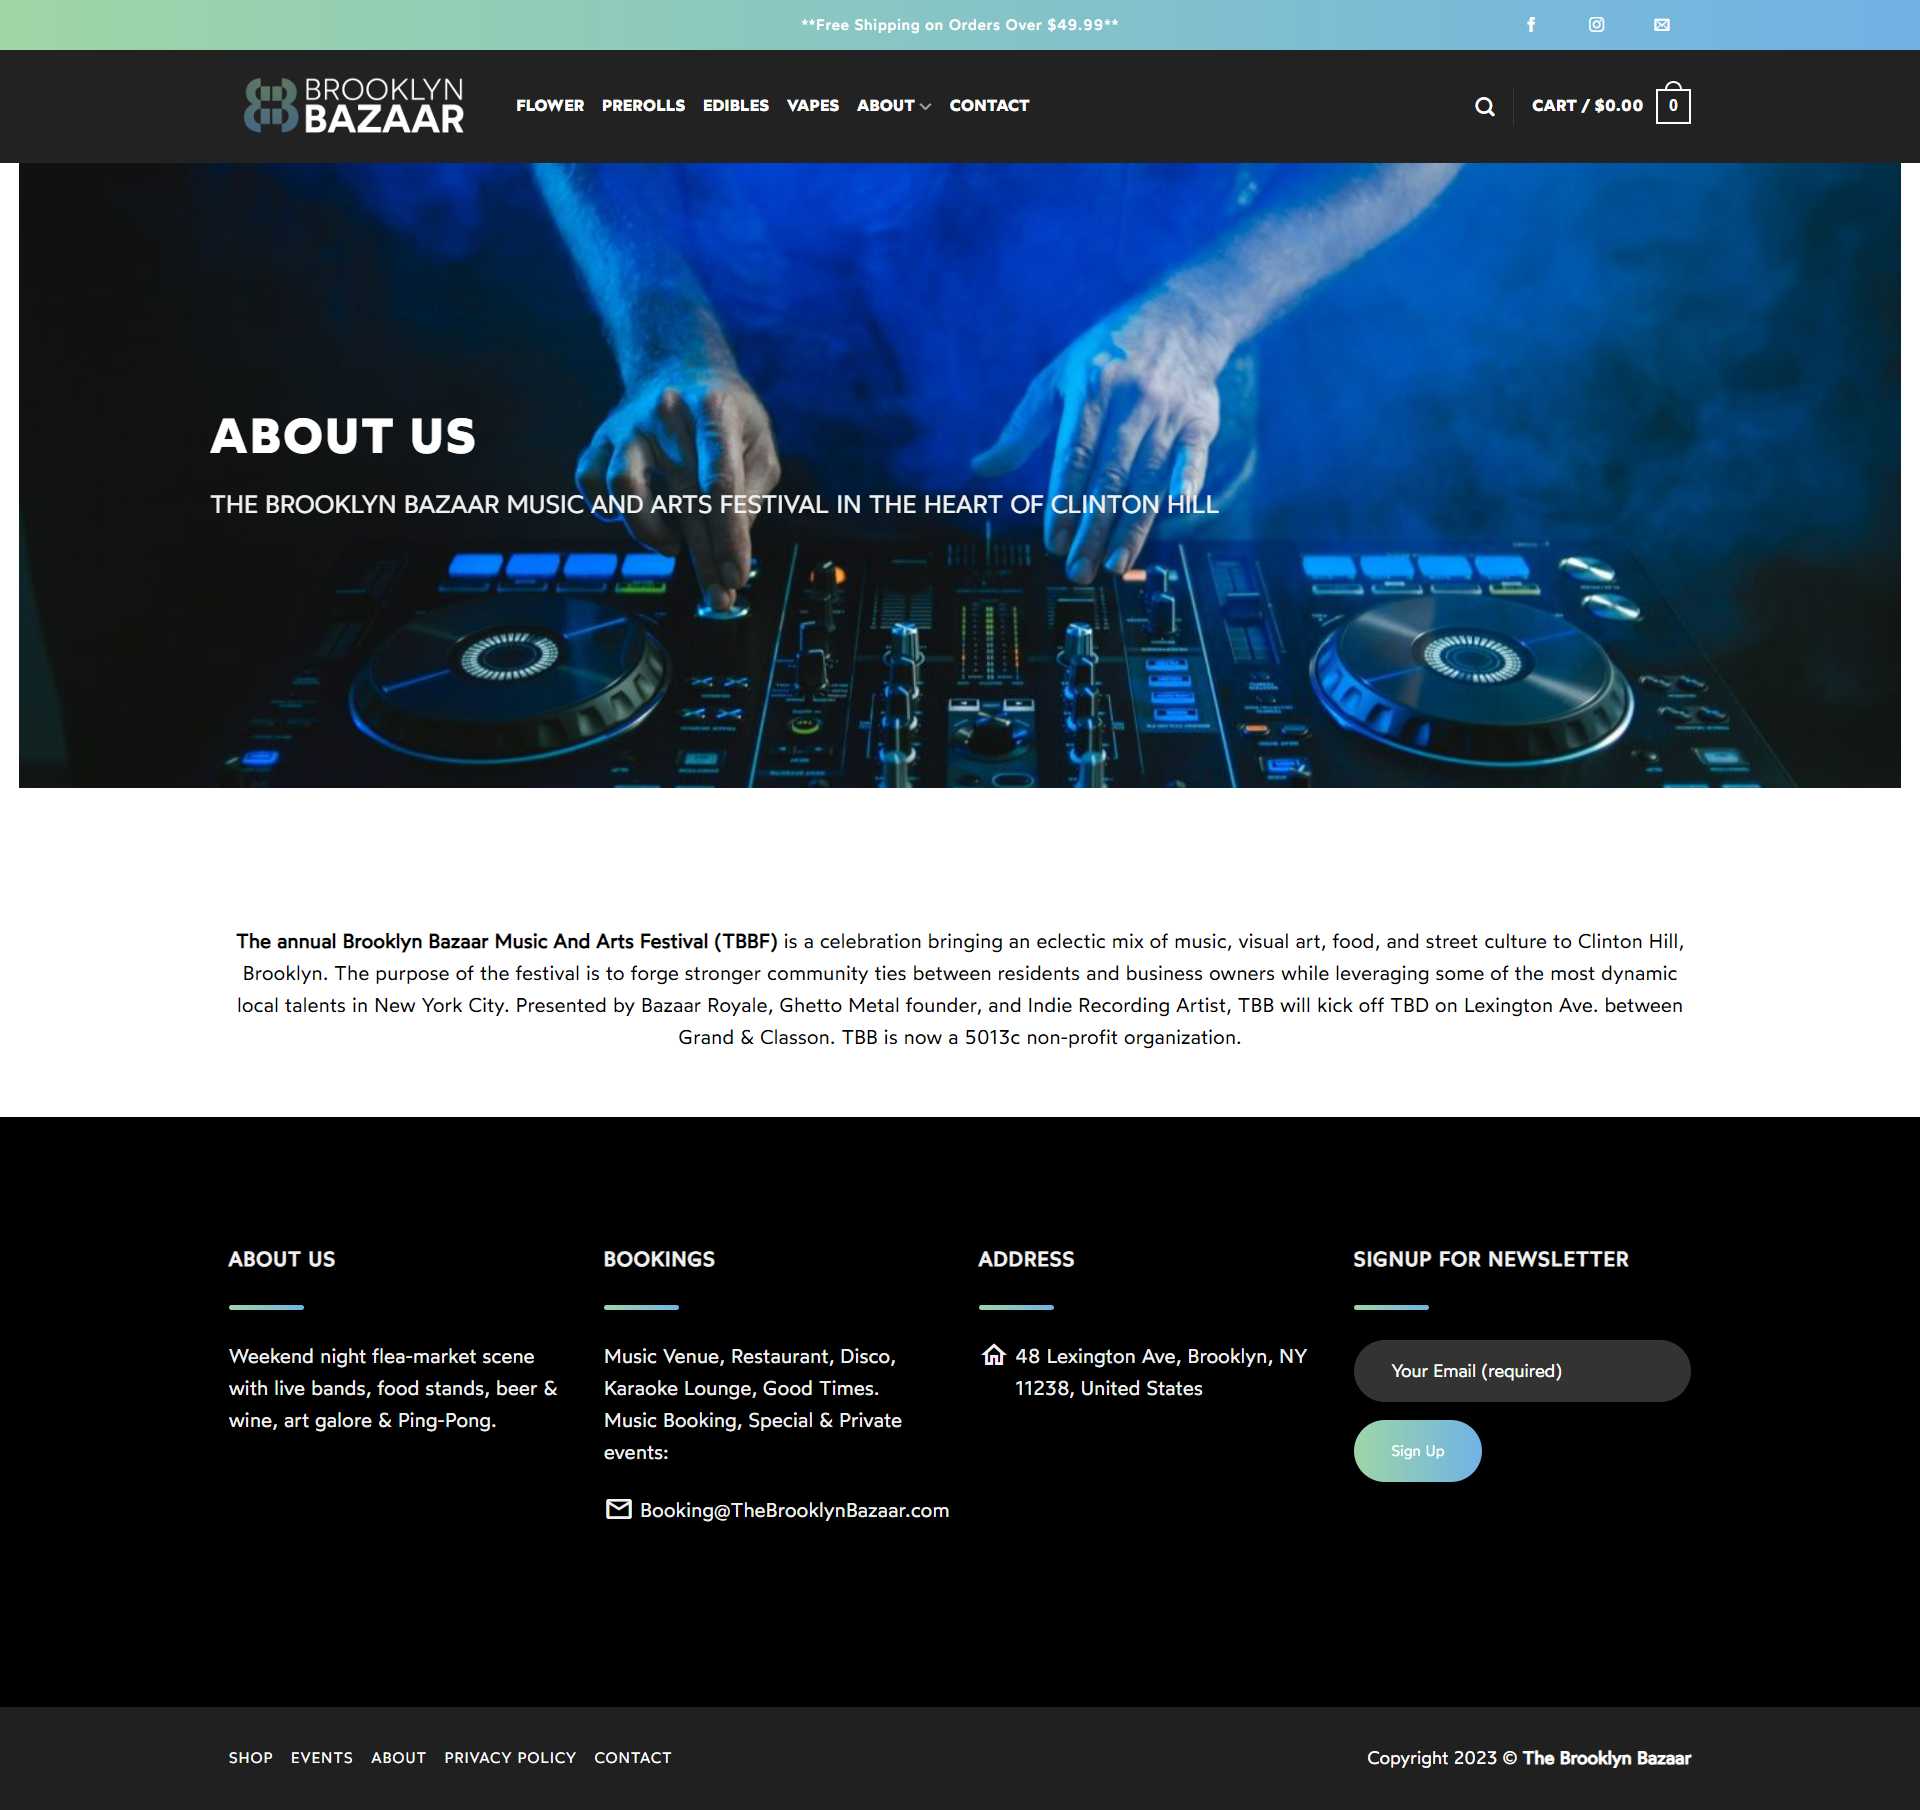 **Free Shipping on Orders Over $49.99**
BROOKLYN
BAZAAR
FLOWER PREROLLS EDIBLES VAPES ABOUT CONTACT
CART / $0.00 0
ABOUT US
THE BROOKLYN BAZAAR MUSIC AND ARTS FESTIVAL IN THE HEART OF CLINTON HILL
The annual Brooklyn Bazaar Music And Arts Festival (TBBF) is a celebration bringing an eclectic mix of music, visual art, food, and street culture to Clinton Hill,
Brooklyn. The purpose of the festival is to forge stronger community ties between residents and business owners while leveraging some of the most dynamic
local talents in New York City. Presented by Bazaar Royale, Ghetto Metal founder, and Indie Recording Artist, TBB will kick off TBD on Lexington Ave. between
Grand & Classon. TBB is now a 5013c non-profit organization.
ABOUT US
Weekend night flea-market scene
with live bands, food stands, beer &
wine, art galore & Ping-Pong.
BOOKINGS
Music Venue, Restaurant, Disco,
Karaoke Lounge, Good Times.
Music Booking, Special & Private
events:
Booking@TheBrooklynBazaar.com
ADDRESS
48 Lexington Ave, Brooklyn, NY
11238, United States
SIGNUP FOR NEWSLETTER
Your Email (required)
Sign Up
SHOP EVENTS ABOUT PRIVACY POLICY CONTACT
Copyright 2023 © The Brooklyn Bazaar